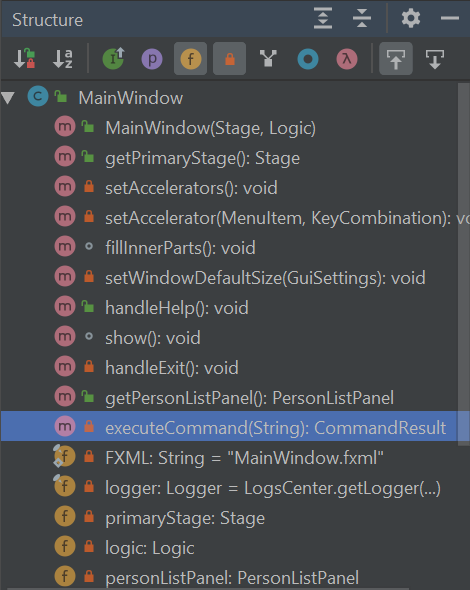 Structure
MainWindow
MainWindow(Stage, Logic)
getPrimaryStage(): Stage
setAccelerators(): void
setAccelerator(MenuItem, KeyCombination): vo
fillInnerParts(): void
setWindowDefaultSize(GuiSettings): void
handleHelp(): void
show(): void
handleExit(): void
getPersonListPanel(): PersonListPanel
executeCommand(String): CommandResult
FXML: String = "MainWindow.fxml"
logger: Logger = LogsCenter.getLogger(...)
primaryStage: Stage
logic: Logic
personListPanel: PersonListPanel